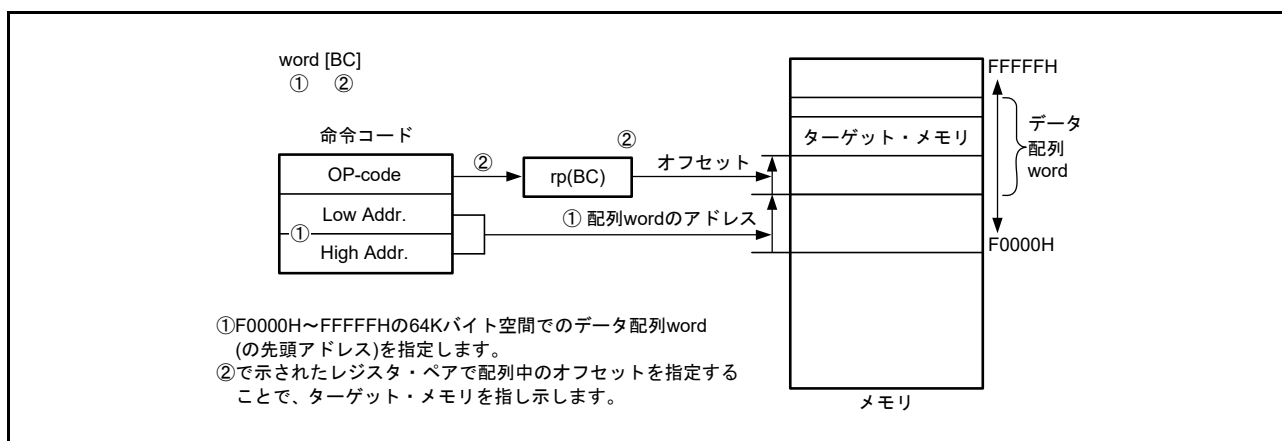 word [BC]
① ②
命令コード
OP-code
Low Addr.
①
High Addr.
②
rp(BC)
②
オフセット
① 配列wordのアドレス
ターゲット・メモリ
FFFFFH
データ
配列
word
F0000H
メモリ
①F0000H～FFFFFHの64Kバイト空間でのデータ配列word
(の先頭アドレス)を指定します。
②で示されたレジスタ・ペアで配列中のオフセットを指定する
ことで、ターゲット・メモリを指し示します。